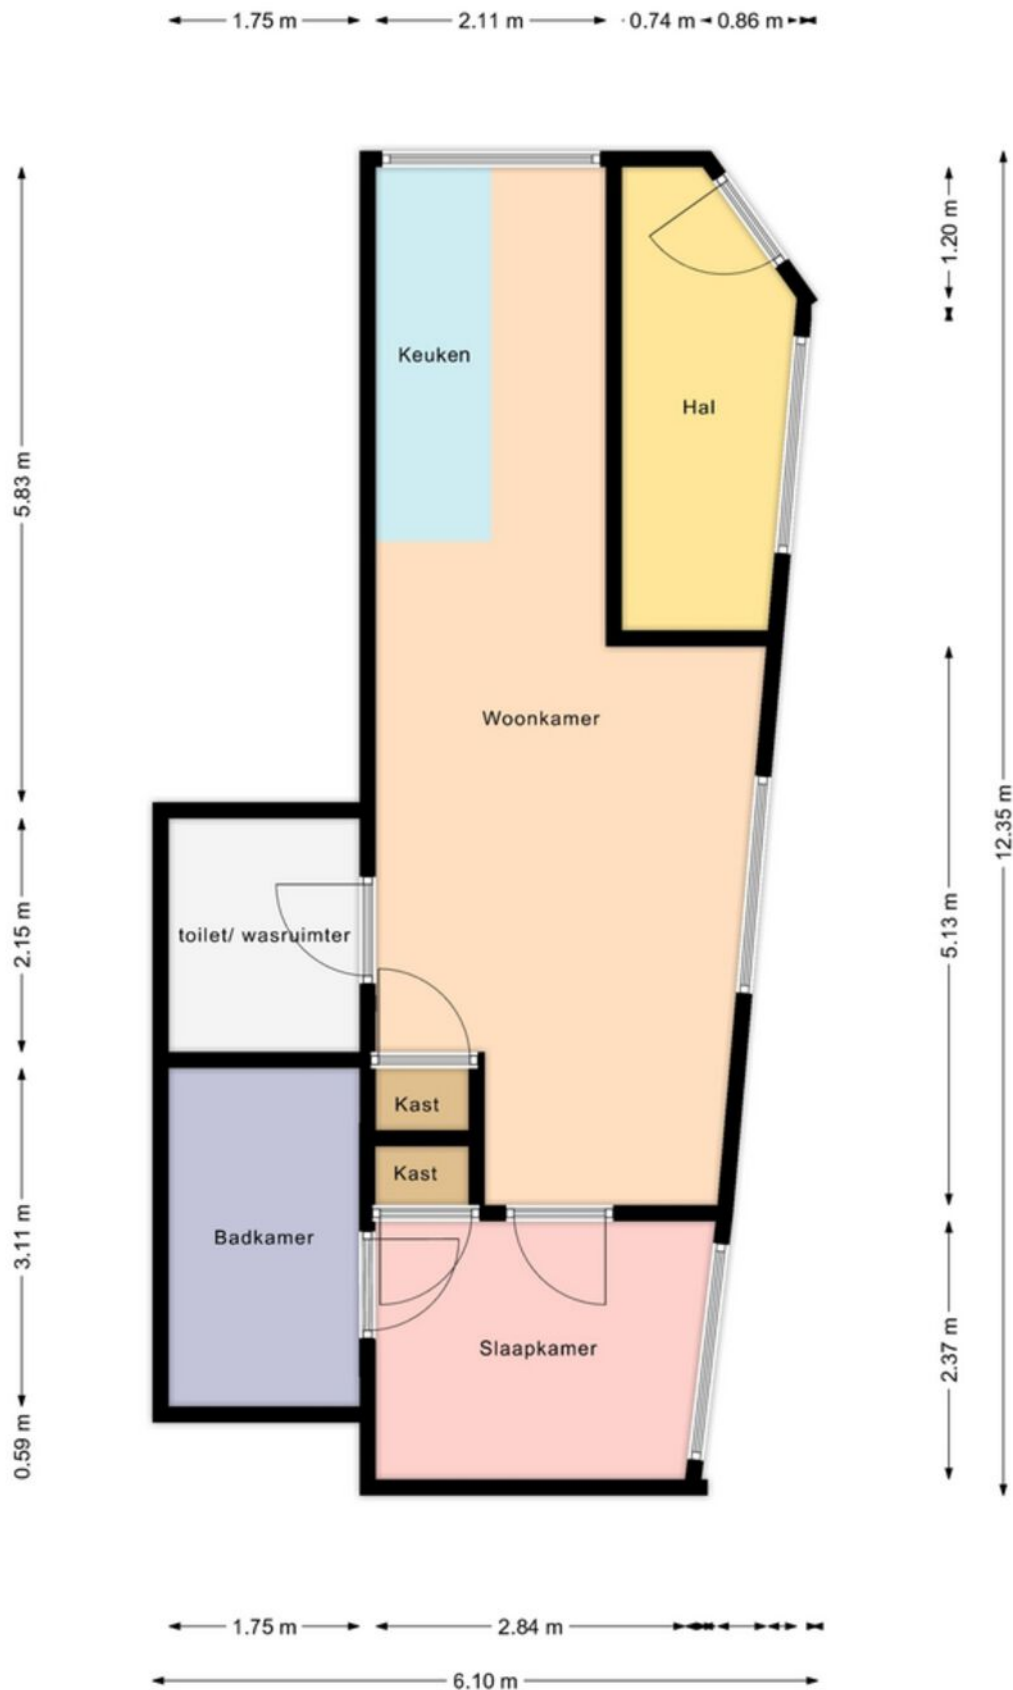 1.75 m
2.11 m
0.74 m
0.86 m
1.20 m
Keuken
Hal
5.83 m
Woonkamer
12.35 m
toilet/ wasruimter
2.15 m
5.13 m
Kast
Kast
Badkamer
3.11 m
Slaapkamer
2.37 m
0.59 m
1.75 m
2.84 m
6.10 m